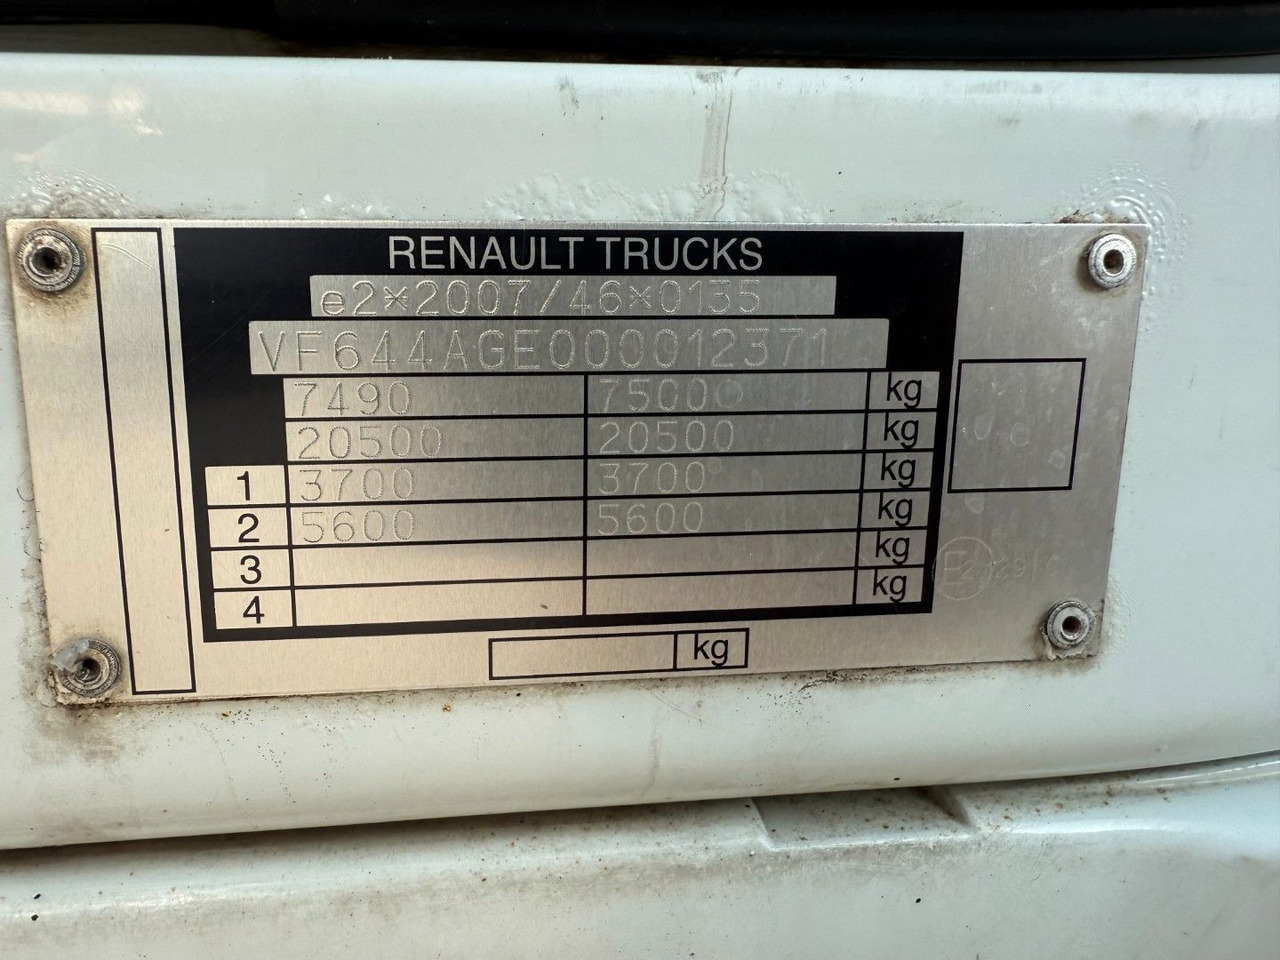 RENAULT TRUCKS
e2*2007/46*0135
VF644AGE000012371
7490 7500 kg
20500 20500 kg
1 3700 3700 kg
2 5600 5600 kg
3 kg
4 kg
kg